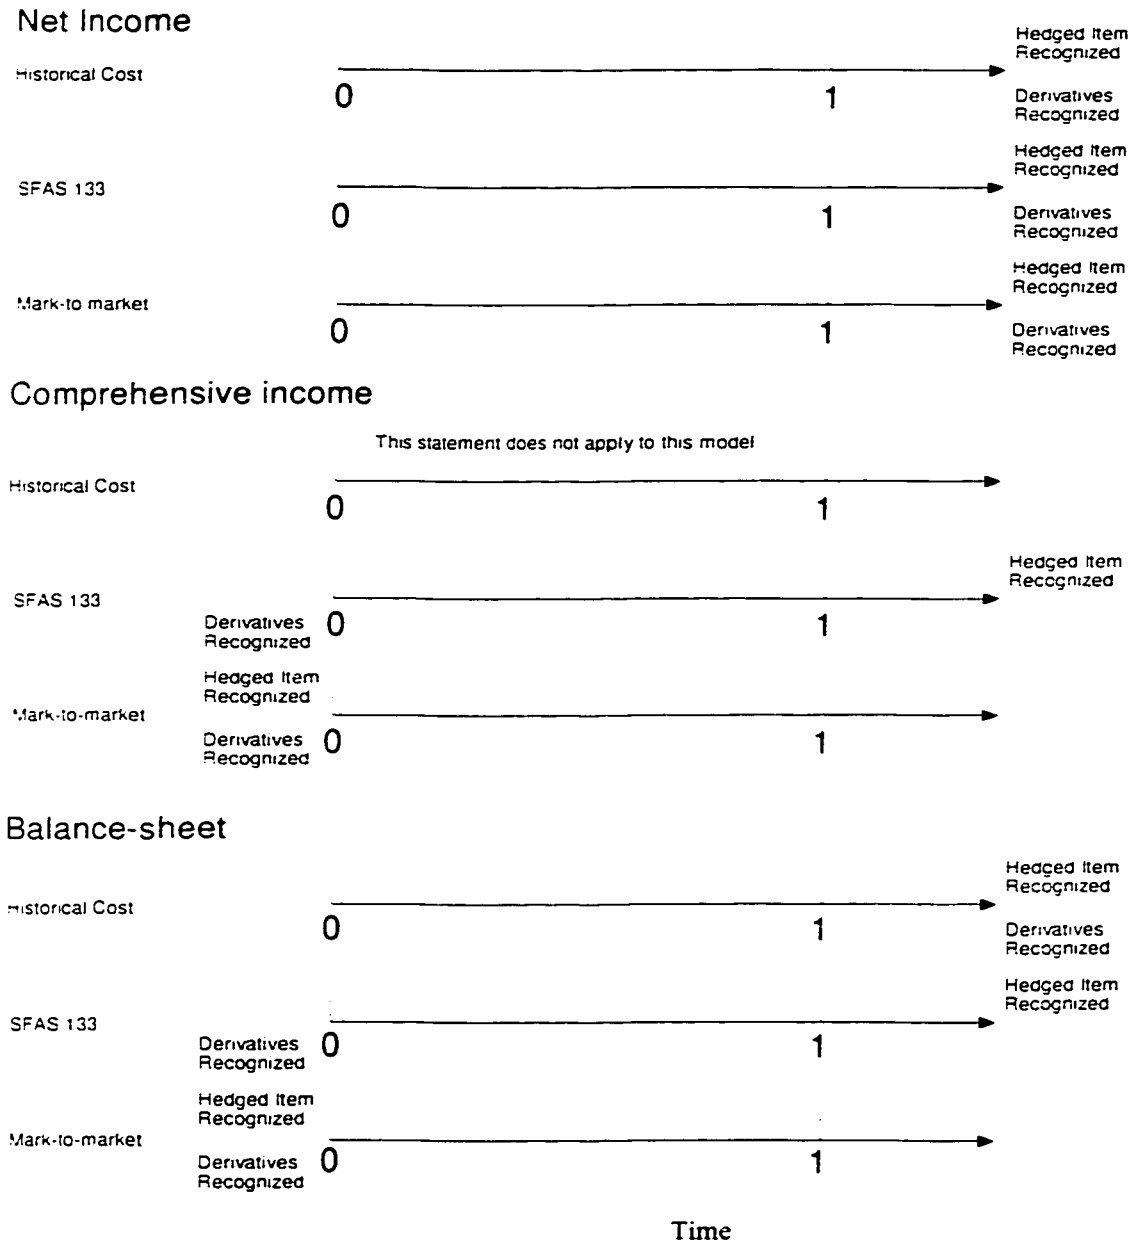 Net Income
Hedged Item
Recognized
Historical Cost
0
1
Derivatives
Recognized
Hedged Item
Recognized
SFAS 133
0
1
Derivatives
Recognized
Hedged Item
Recognized
Mark-to market
0
1
Derivatives
Recognized
Comprehensive income
This statement does not apply to this model
Historical Cost
0
1
Hedged Item
Recognized
SFAS 133
Derivatives
Recognized
0
1
Hedged Item
Recognized
Mark-to-market
Derivatives
Recognized
0
1
Balance-sheet
Hedged Item
Recognized
Historical Cost
0
1
Derivatives
Recognized
Hedged Item
Recognized
SFAS 133
Derivatives
Recognized
0
1
Hedged Item
Recognized
Mark-to-market
Derivatives
Recognized
0
1
Time